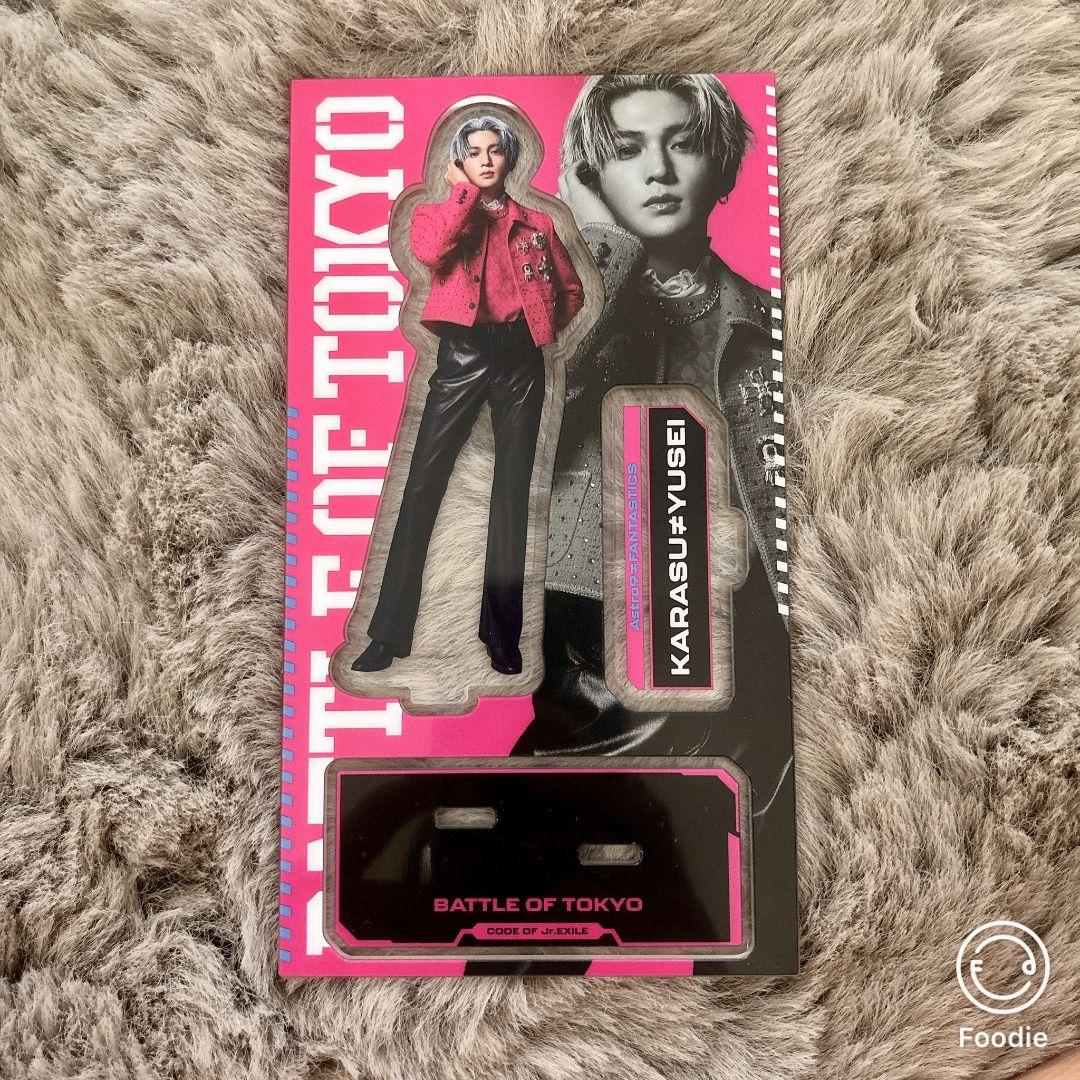 BATTLE OF TOKYO
Astro9≠FANTASTICS
KARASU≠YUSEI
BATTLE OF TOKYO
CODE OF Jr.EXILE
Foodie